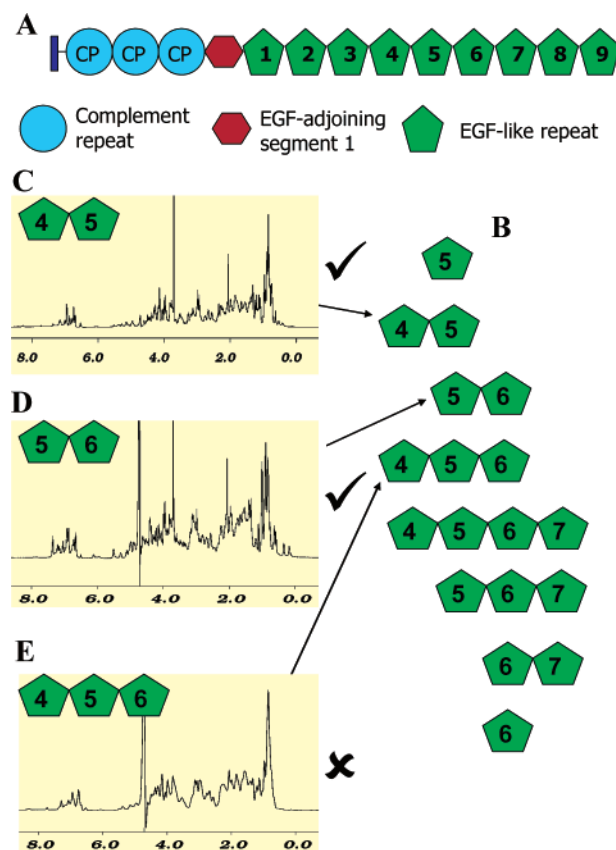 A
CP CP CP 1 2 3 4 5 6 7 8 9
Complement repeat
EGF-adjoining segment 1
EGF-like repeat
C
4 5
8.0 6.0 4.0 2.0 0.0
D
5 6
8.0 6.0 4.0 2.0 0.0
E
4 5 6
8.0 6.0 4.0 2.0 0.0
B
5
4 5
5 6
4 5 6
4 5 6 7
5 6 7
6 7
6